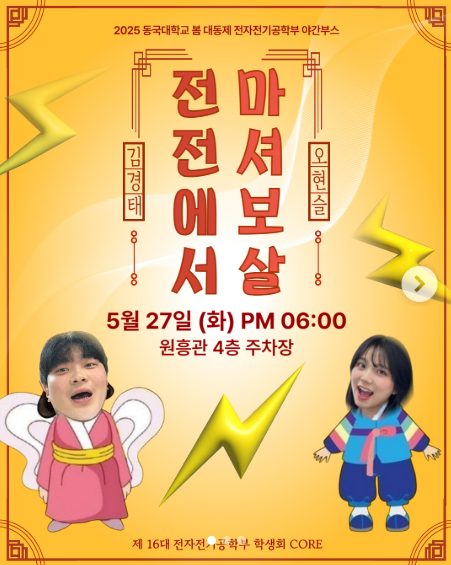 2025 동국대학교 봄 대동제 전자전기공학부 야간부스
마셔보살
전전에서
김경태
오현슬
5월 27일 (화) PM 06:00
원흥관 4층 주차장
제 16대 전자전기공학부 학생회 CORE